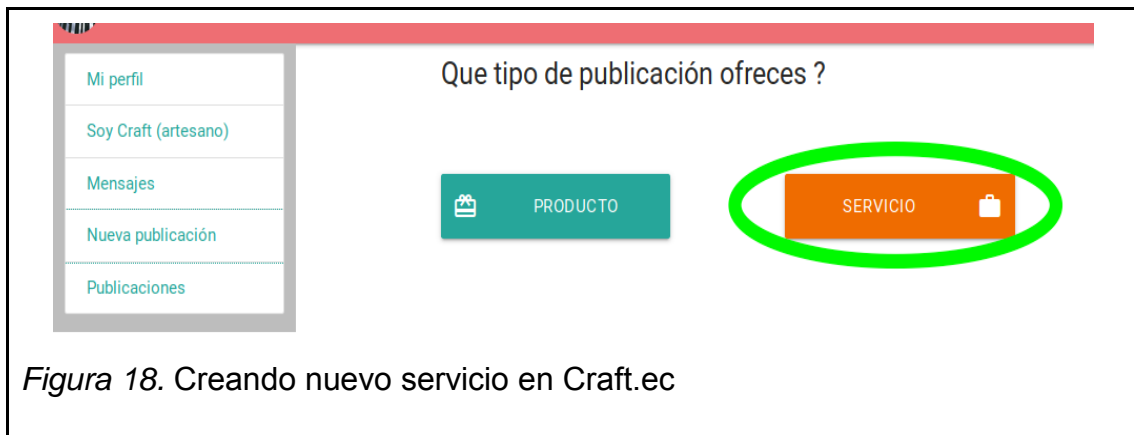 Mi perfil
Soy Craft (artesano)
Mensajes
Nueva publicación
Publicaciones
Que tipo de publicación ofreces ?
PRODUCTO
SERVICIO
Figura 18. Creando nuevo servicio en Craft.ec